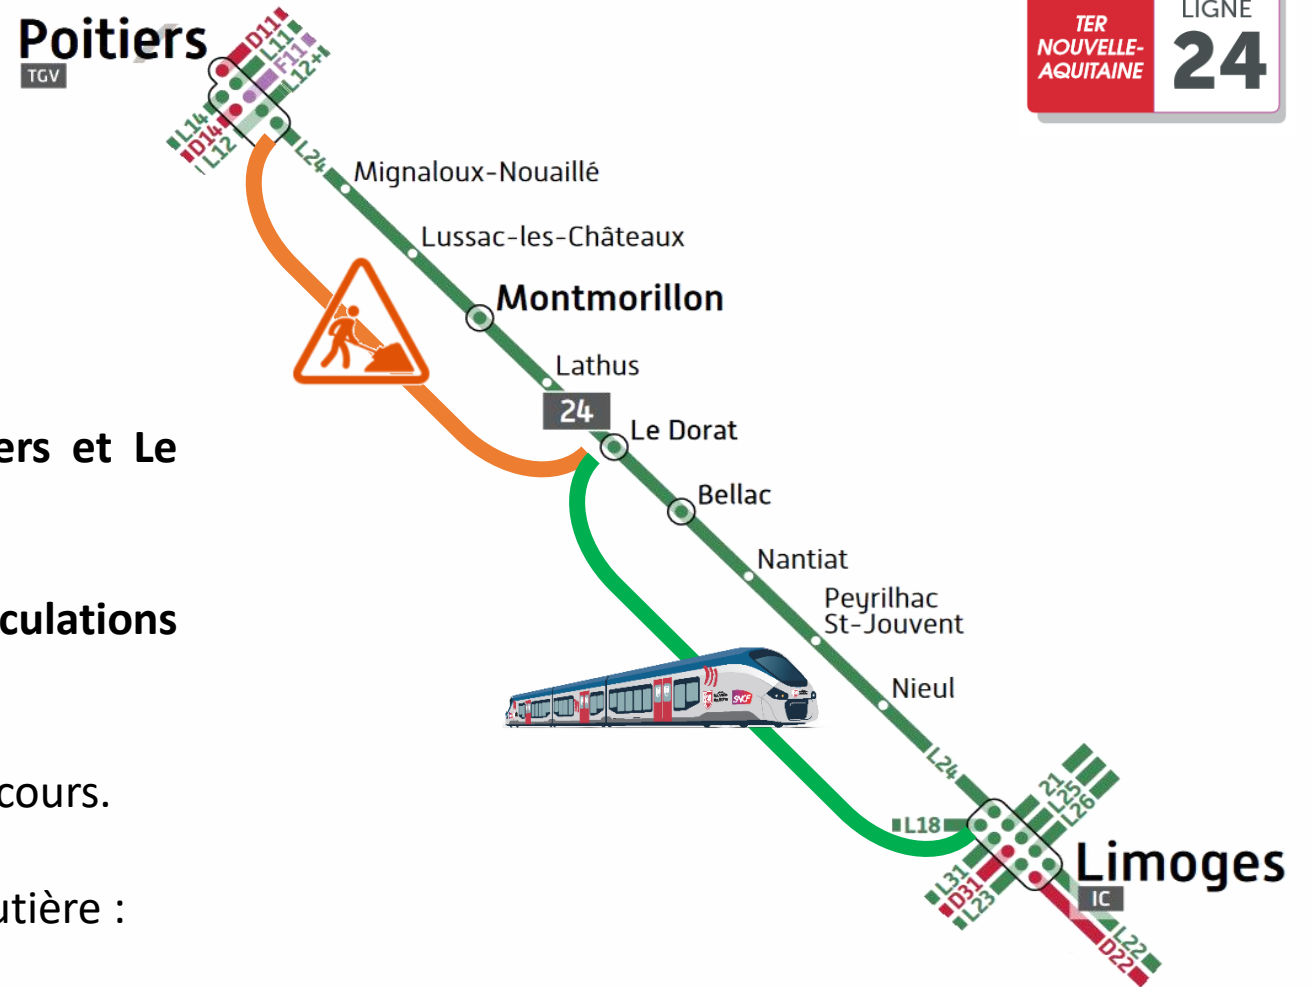 Poitiers
TGV
D11
L11
F11
L12+
L14
D14
L12
TER
NOUVELLE-
AQUITAINE
LIGNE
24
L24
Mignaloux-Nouaillé
Lussac-les-Châteaux
Montmorillon
Lathus
24
Le Dorat
ers et Le
Bellac
Nantiat
Peyrilhac
St-Jouvent
culations
SNCF
Nieul
L24
cours.
21
L25
L26
L18
L31
D31
L23
Limoges
IC
utière :
L22
D22